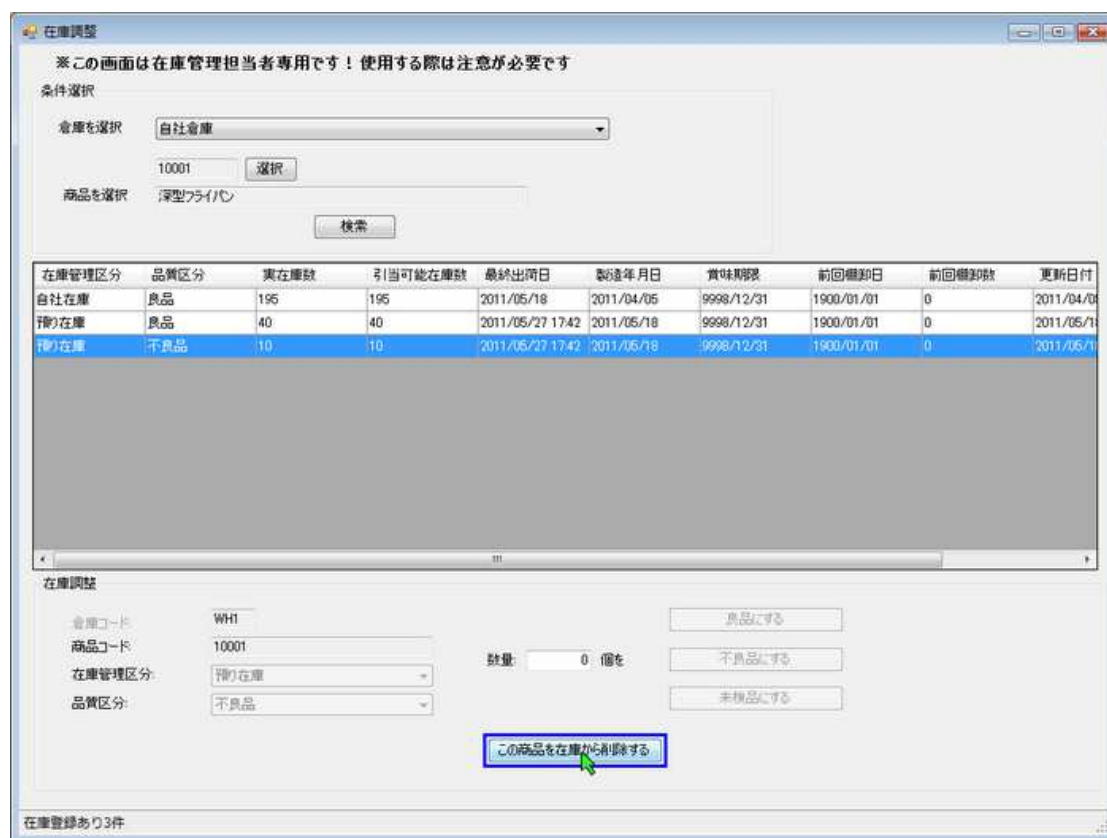 在庫調整
※この画面は在庫管理担当者専用です！使用する際は注意が必要です
条件選択
倉庫を選択 自社倉庫
10001 選択
商品を選択 深型フライパン
検索
在庫管理区分 品質区分 実在庫数 引当可能在庫数 最終出荷日 製造年月日 賞味期限 前回棚卸日 前回棚卸数 更新日付
自社在庫 良品 195 195 2011/05/18 2011/04/05 9998/12/31 1900/01/01 0 2011/04/0
預り在庫 良品 40 40 2011/05/27 17:42 2011/05/18 9998/12/31 1900/01/01 0 2011/05/1
預り在庫 不良品 10 10 2011/05/27 17:42 2011/05/18 9998/12/31 1900/01/01 0 2011/05/1
在庫調整
倉庫コード WH1 良品にする
商品コード 10001
数量 0 個を 不良品にする
在庫管理区分: 預り在庫
品質区分: 不良品 未検品にする
この商品を在庫から削除する
在庫登録あり3件